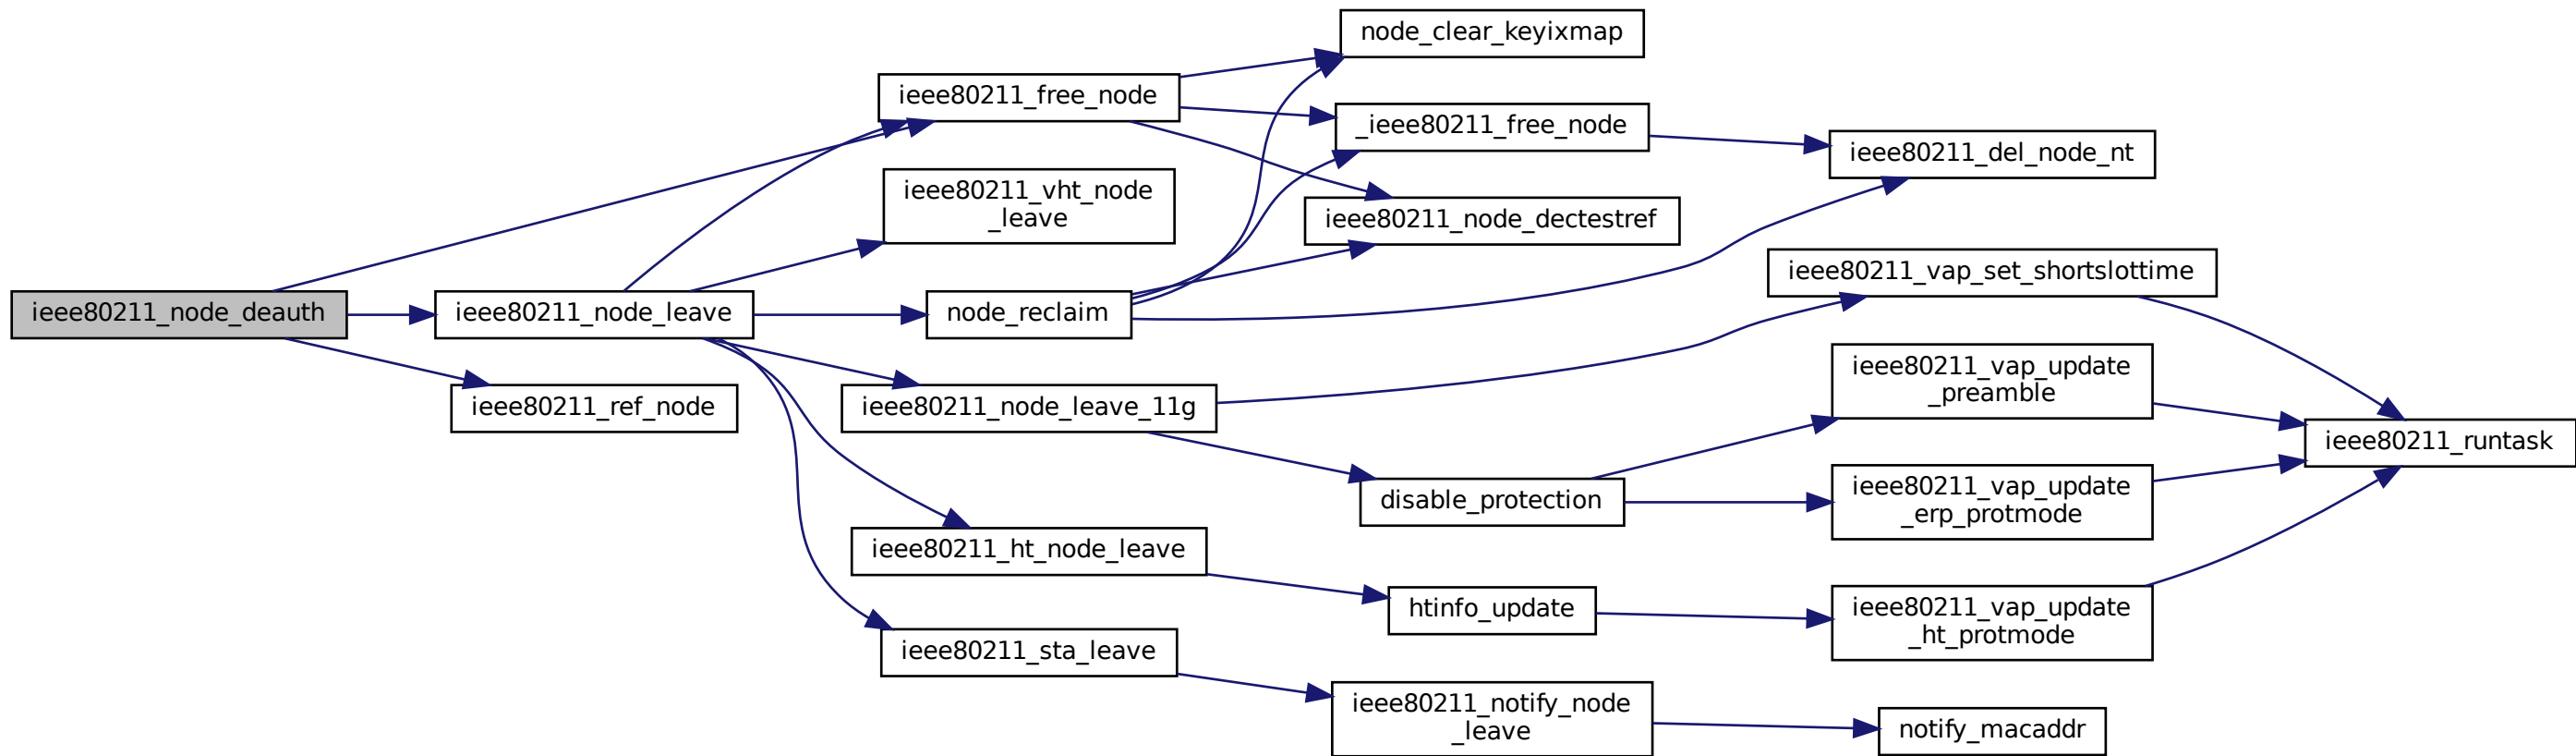 node_clear_keyixmap
ieee80211_free_node
_ieee80211_free_node
ieee80211_del_node_nt
ieee80211_vht_node
_leave
ieee80211_node_dectestref
ieee80211_vap_set_shortslottime
ieee80211_node_deauth
ieee80211_node_leave
node_reclaim
ieee80211_vap_update
_preamble
ieee80211_ref_node
ieee80211_node_leave_11g
ieee80211_runtask
disable_protection
ieee80211_vap_update
_erp_protmode
ieee80211_ht_node_leave
htinfo_update
ieee80211_vap_update
_ht_protmode
ieee80211_sta_leave
ieee80211_notify_node
_leave
notify_macaddr